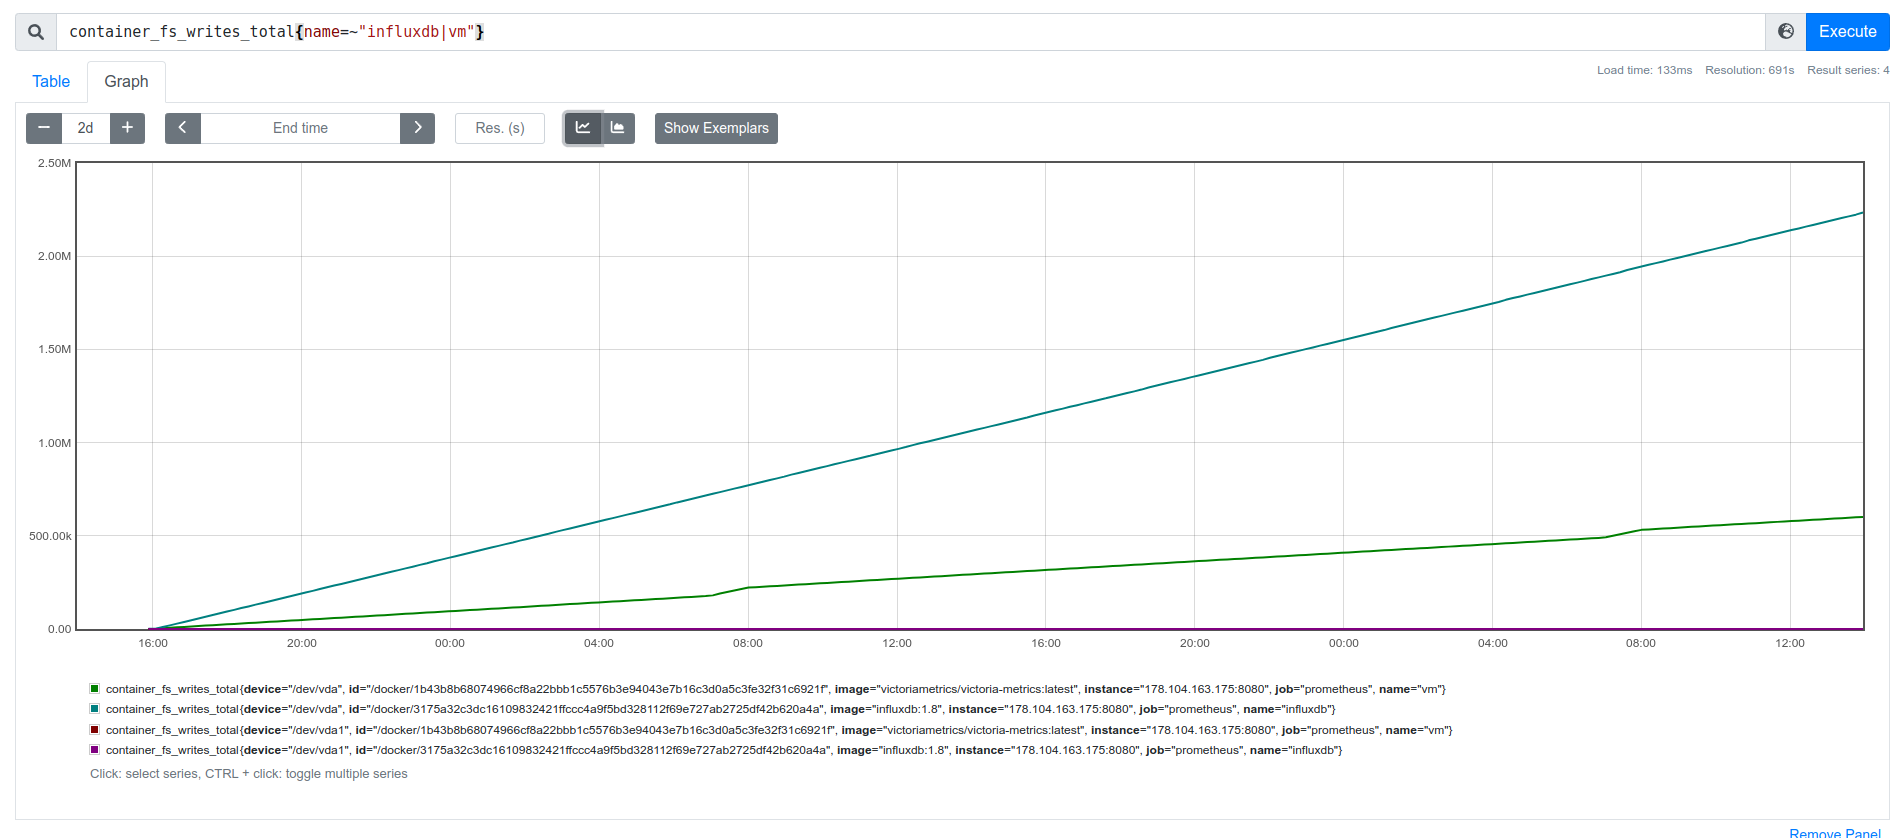 container_fs_writes_total{name=~"influxdb|vm"}
Execute
Table
Graph
Load time: 133ms Resolution: 691s Result series: 4
− 2d + < End time > Res. (s) Show Exemplars
2.50M
2.00M
1.50M
1.00M
500.00k
0.00
16:00 20:00 00:00 04:00 08:00 12:00 16:00 20:00 00:00 04:00 08:00 12:00
container_fs_writes_total{device="/dev/vda", id="/docker/1b43b8b68074966cf8a22bbb1c5576b3e94043e7b16c3d0a5c3fe32f31c6921f", image="victoriametrics/victoria-metrics:latest", instance="178.104.163.175:8080", job="prometheus", name="vm"}
container_fs_writes_total{device="/dev/vda", id="/docker/3175a32c3dc16109832421ffccc4a9f5bd328112f69e727ab2725df42b620a4a", image="influxdb:1.8", instance="178.104.163.175:8080", job="prometheus", name="influxdb"}
container_fs_writes_total{device="/dev/vda1", id="/docker/1b43b8b68074966cf8a22bbb1c5576b3e94043e7b16c3d0a5c3fe32f31c6921f", image="victoriametrics/victoria-metrics:latest", instance="178.104.163.175:8080", job="prometheus", name="vm"}
container_fs_writes_total{device="/dev/vda1", id="/docker/3175a32c3dc16109832421ffccc4a9f5bd328112f69e727ab2725df42b620a4a", image="influxdb:1.8", instance="178.104.163.175:8080", job="prometheus", name="influxdb"}
Click: select series, CTRL + click: toggle multiple series
Remove Panel